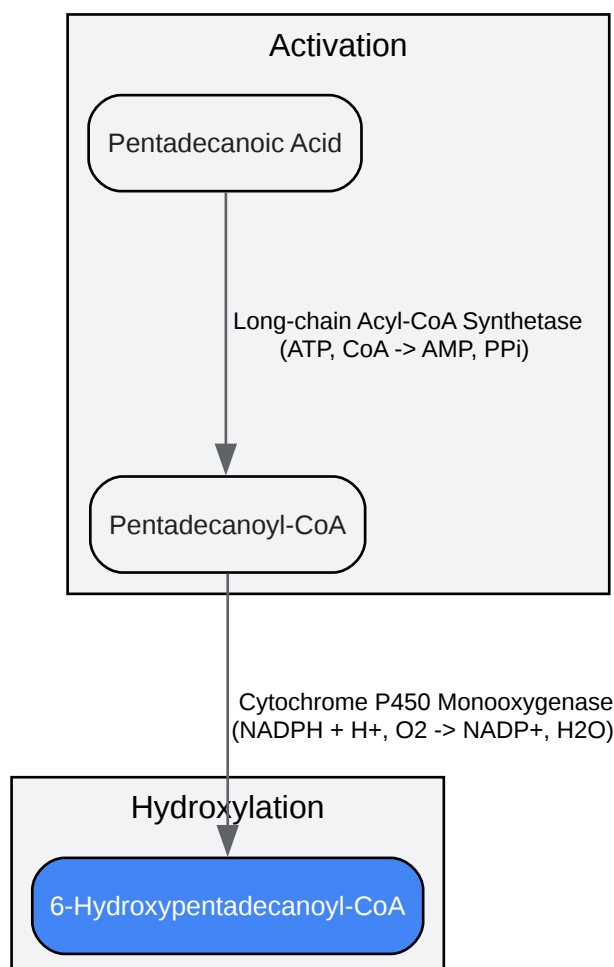 Activation
Pentadecanoic Acid
Long-chain Acyl-CoA Synthetase
(ATP, CoA -> AMP, PPi)
Pentadecanoyl-CoA
Cytochrome P450 Monooxygenase
(NADPH + H+, O2 -> NADP+, H2O)
Hydroxylation
6-Hydroxypentadecanoyl-CoA